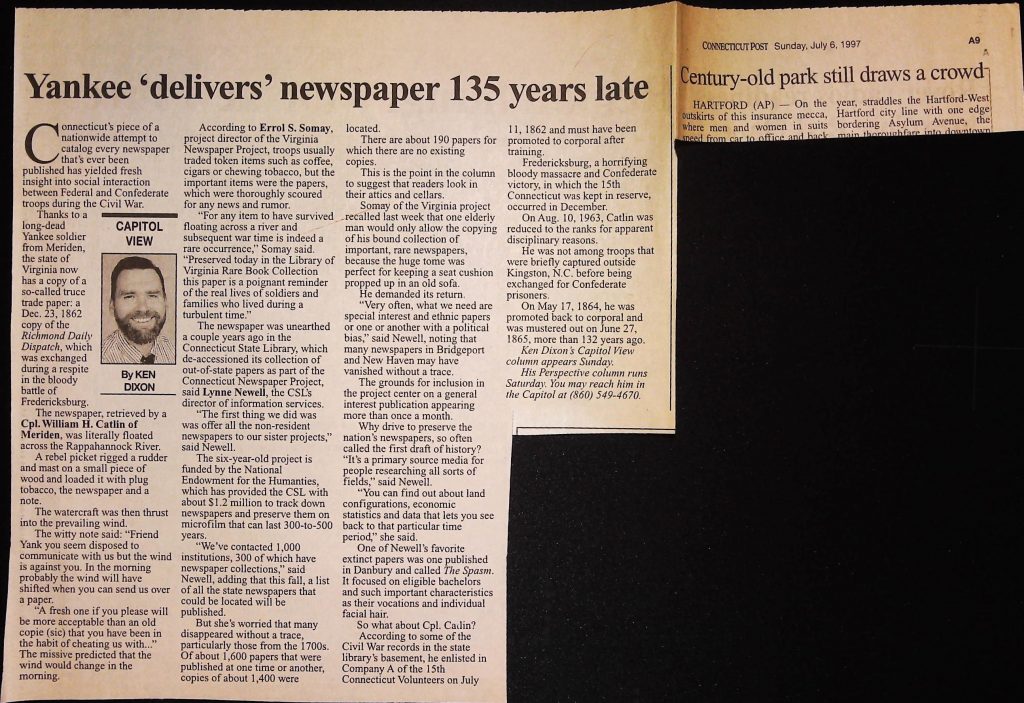 Yankee ‘delivers’ newspaper 135 years late
Connecticut’s piece of a
nationwide attempt to
catalog every newspaper
that’s ever been
published has yielded fresh
insight into social interaction
between Federal and Confederate
troops during the Civil War.
Thanks to a
long-dead
Yankee soldier
from Meriden,
the state of
Virginia now
has a copy of a
so-called truce
trade paper: a
Dec. 23, 1862
copy of the
Richmond Daily
Dispatch, which
was exchanged
during a respite
in the bloody
battle of
Fredericksburg.
CAPITOL
VIEW
By KEN
DIXON
The newspaper, retrieved by a
Cpl. William H. Catlin of
Meriden, was literally floated
across the Rappahannock River.
A rebel picket rigged a rudder
and mast on a small piece of
wood and loaded it with plug
tobacco, the newspaper and a
note.
The watercraft was then thrust
into the prevailing wind.
The witty note said: “Friend
Yank you seem disposed to
communicate with us but the wind
is against you. In the morning
probably the wind will have
shifted when you can send us over
a paper.
“A fresh one if you please will
be more acceptable than an old
copie (sic) that you have been in
the habit of cheating us with...”
The missive predicted that the
wind would change in the
morning.
According to Errol S. Somay,
project director of the Virginia
Newspaper Project, troops usually
traded token items such as coffee,
cigars or chewing tobacco, but the
important items were the papers,
which were thoroughly scoured
for any news and rumor.
“For any item to have survived
floating across a river and
subsequent war time is indeed a
rare occurrence,” Somay said.
“Preserved today in the Library of
Virginia Rare Book Collection
this paper is a poignant reminder
of the real lives of soldiers and
families who lived during a
turbulent time.”
The newspaper was unearthed
a couple years ago in the
Connecticut State Library, which
de-accessioned its collection of
out-of-state papers as part of the
Connecticut Newspaper Project,
said Lynne Newell, the CSL’s
director of information services.
“The first thing we did was
was offer all the non-resident
newspapers to our sister projects,”
said Newell.
The six-year-old project is
funded by the National
Endowment for the Humanities,
which has provided the CSL with
about $1.2 million to track down
newspapers and preserve them on
microfilm that can last 300-to-500
years.
“We’ve contacted 1,000
institutions, 300 of which have
newspaper collections,” said
Newell, adding that this fall, a list
of all the state newspapers that
could be located will be
published.
But she’s worried that many
disappeared without a trace,
particularly those from the 1700s.
Of about 1,600 papers that were
published at one time or another,
copies of about 1,400 were
located.
There are about 190 papers for
which there are no existing
copies.
This is the point in the column
to suggest that readers look in
their attics and cellars.
Somay of the Virginia project
recalled last week that one elderly
man would only allow the copying
of his bound collection of
important, rare newspapers,
because the huge tome was
perfect for keeping a seat cushion
propped up in an old sofa.
He demanded its return.
“Very often, what we need are
special interest and ethnic papers
or one or another with a political
bias,” said Newell, noting that
many newspapers in Bridgeport
and New Haven may have
vanished without a trace.
The grounds for inclusion in
the project center on a general
interest publication appearing
more than once a month.
Why drive to preserve the
nation’s newspapers, so often
called the first draft of history?
“It’s a primary source media for
people researching all sorts of
fields,” said Newell.
“You can find out about land
configurations, economic
statistics and data that lets you see
back to that particular time
period,” she said.
One of Newell’s favorite
extinct papers was one published
in Danbury and called The Spasm.
It focused on eligible bachelors
and such important characteristics
as their vocations and individual
facial hair.
So what about Cpl. Catlin?
According to some of the
Civil War records in the state
library’s basement, he enlisted in
Company A of the 15th
Connecticut Volunteers on July
11, 1862 and must have been
promoted to corporal after
training.
Fredericksburg, a horrifying
bloody massacre and Confederate
victory, in which the 15th
Connecticut was kept in reserve,
occurred in December.
On Aug. 10, 1963, Catlin was
reduced to the ranks for apparent
disciplinary reasons.
He was not among troops that
were briefly captured outside
Kingston, N.C. before being
exchanged for Confederate
prisoners.
On May 17, 1864, he was
promoted back to corporal and
was mustered out on June 27,
1865, more than 132 years ago.
Ken Dixon’s Capitol View
column appears Sunday.
His Perspective column runs
Saturday. You may reach him in
the Capitol at (860) 549-4670.
CONNECTICUT POST Sunday, July 6, 1997 A9
Century-old park still draws a crowd
HARTFORD (AP) — On the
outskirts of this insurance mecca,
where men and women in suits
speed from car to office and back
year, straddles the Hartford-West
Hartford city line with one edge
bordering Asylum Avenue, the
main thoroughfare into downtown